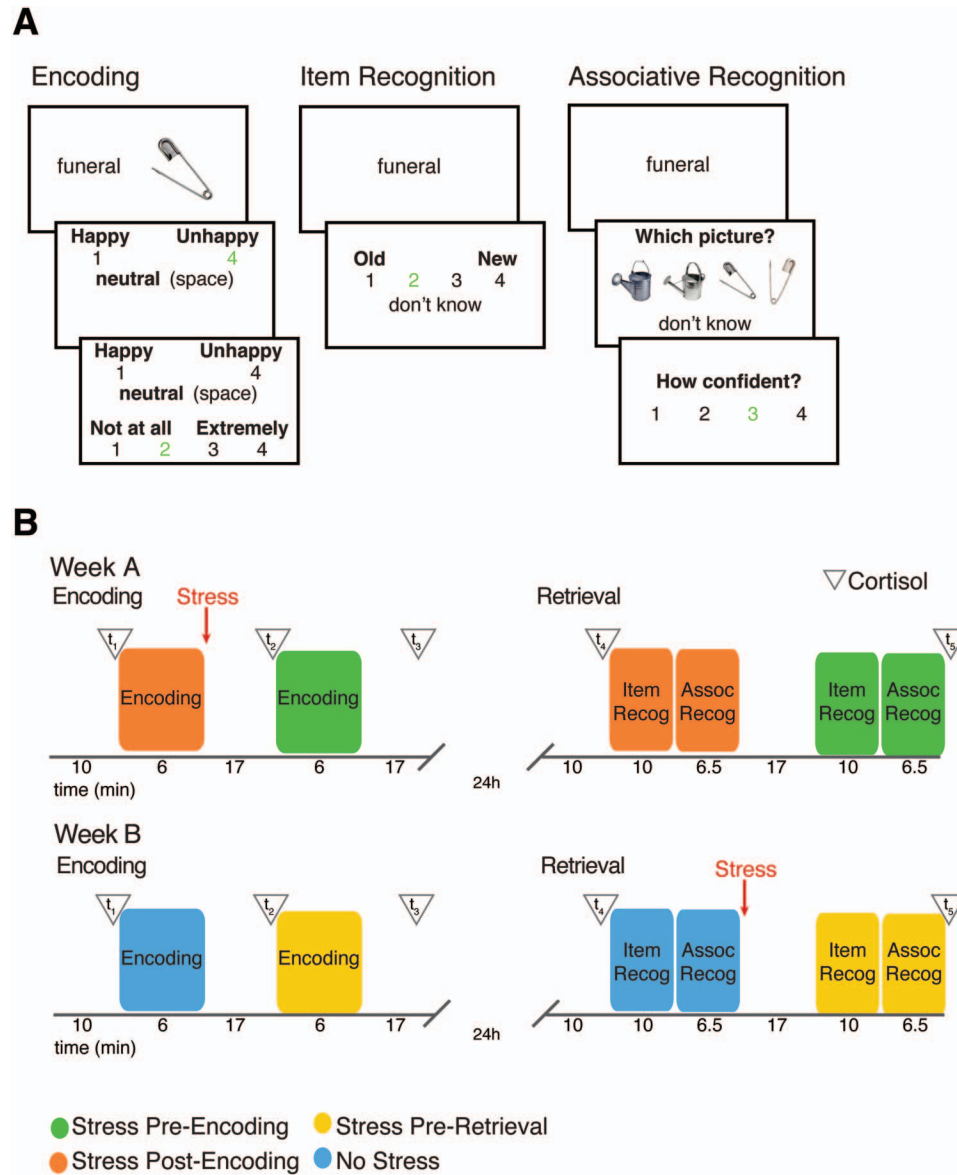 A
Encoding
Item Recognition
Associative Recognition
funeral
Happy Unhappy
1 4
neutral (space)
Happy Unhappy
1 4
neutral (space)
Not at all Extremely
1 2 3 4
funeral
Old New
1 2 3 4
don't know
funeral
Which picture?
don't know
How confident?
1 2 3 4
B
Week A
Encoding Stress Retrieval Cortisol
t1 t2 t3 t4 t5
Encoding Encoding Item Recog Assoc Recog Item Recog Assoc Recog
10 6 17 6 17 24h 10 10 6.5 17 10 6.5
time (min)
Week B
Encoding Retrieval Stress
t1 t2 t3 t4 t5
Encoding Encoding Item Recog Assoc Recog Item Recog Assoc Recog
10 6 17 6 17 24h 10 10 6.5 17 10 6.5
time (min)
Stress Pre-Encoding Stress Pre-Retrieval
Stress Post-Encoding No Stress